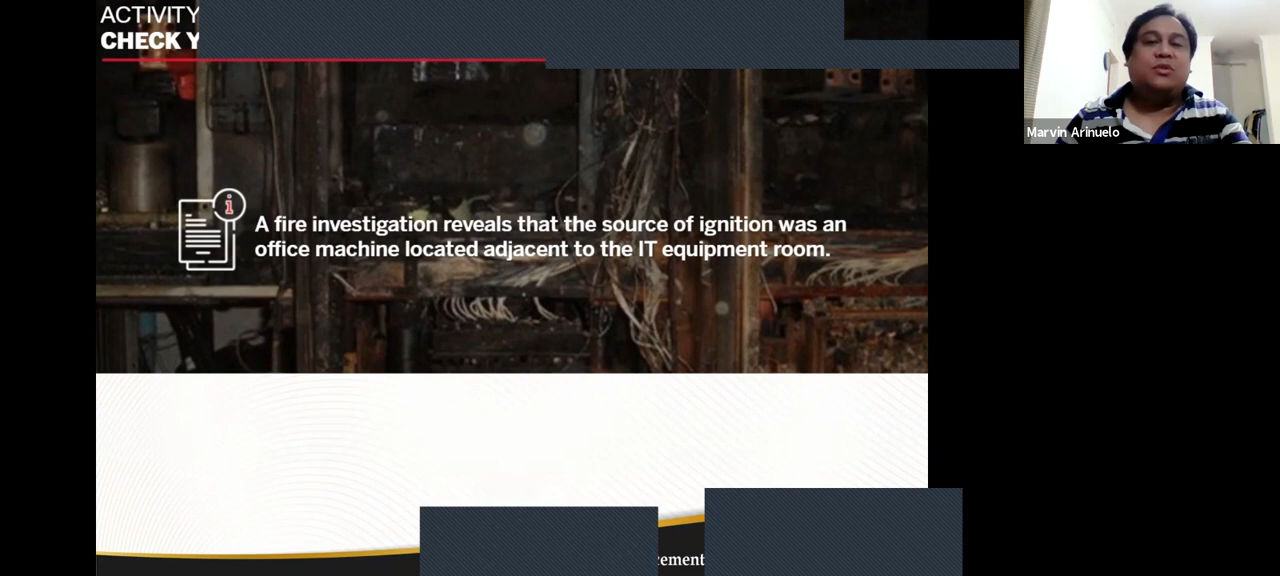 ACTIVITY
CHECK Y
A fire investigation reveals that the source of ignition was an
office machine located adjacent to the IT equipment room.
Marvin Arinuelo